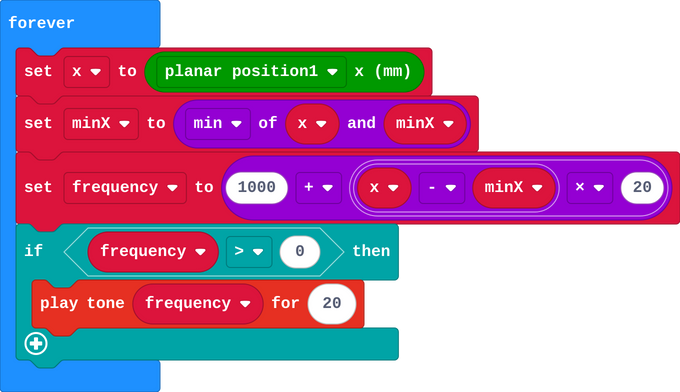 forever
set x to planar position1 x (mm)
set minX to min of x and minX
set frequency to 1000 + x - minX × 20
if frequency > 0 then
play tone frequency for 20